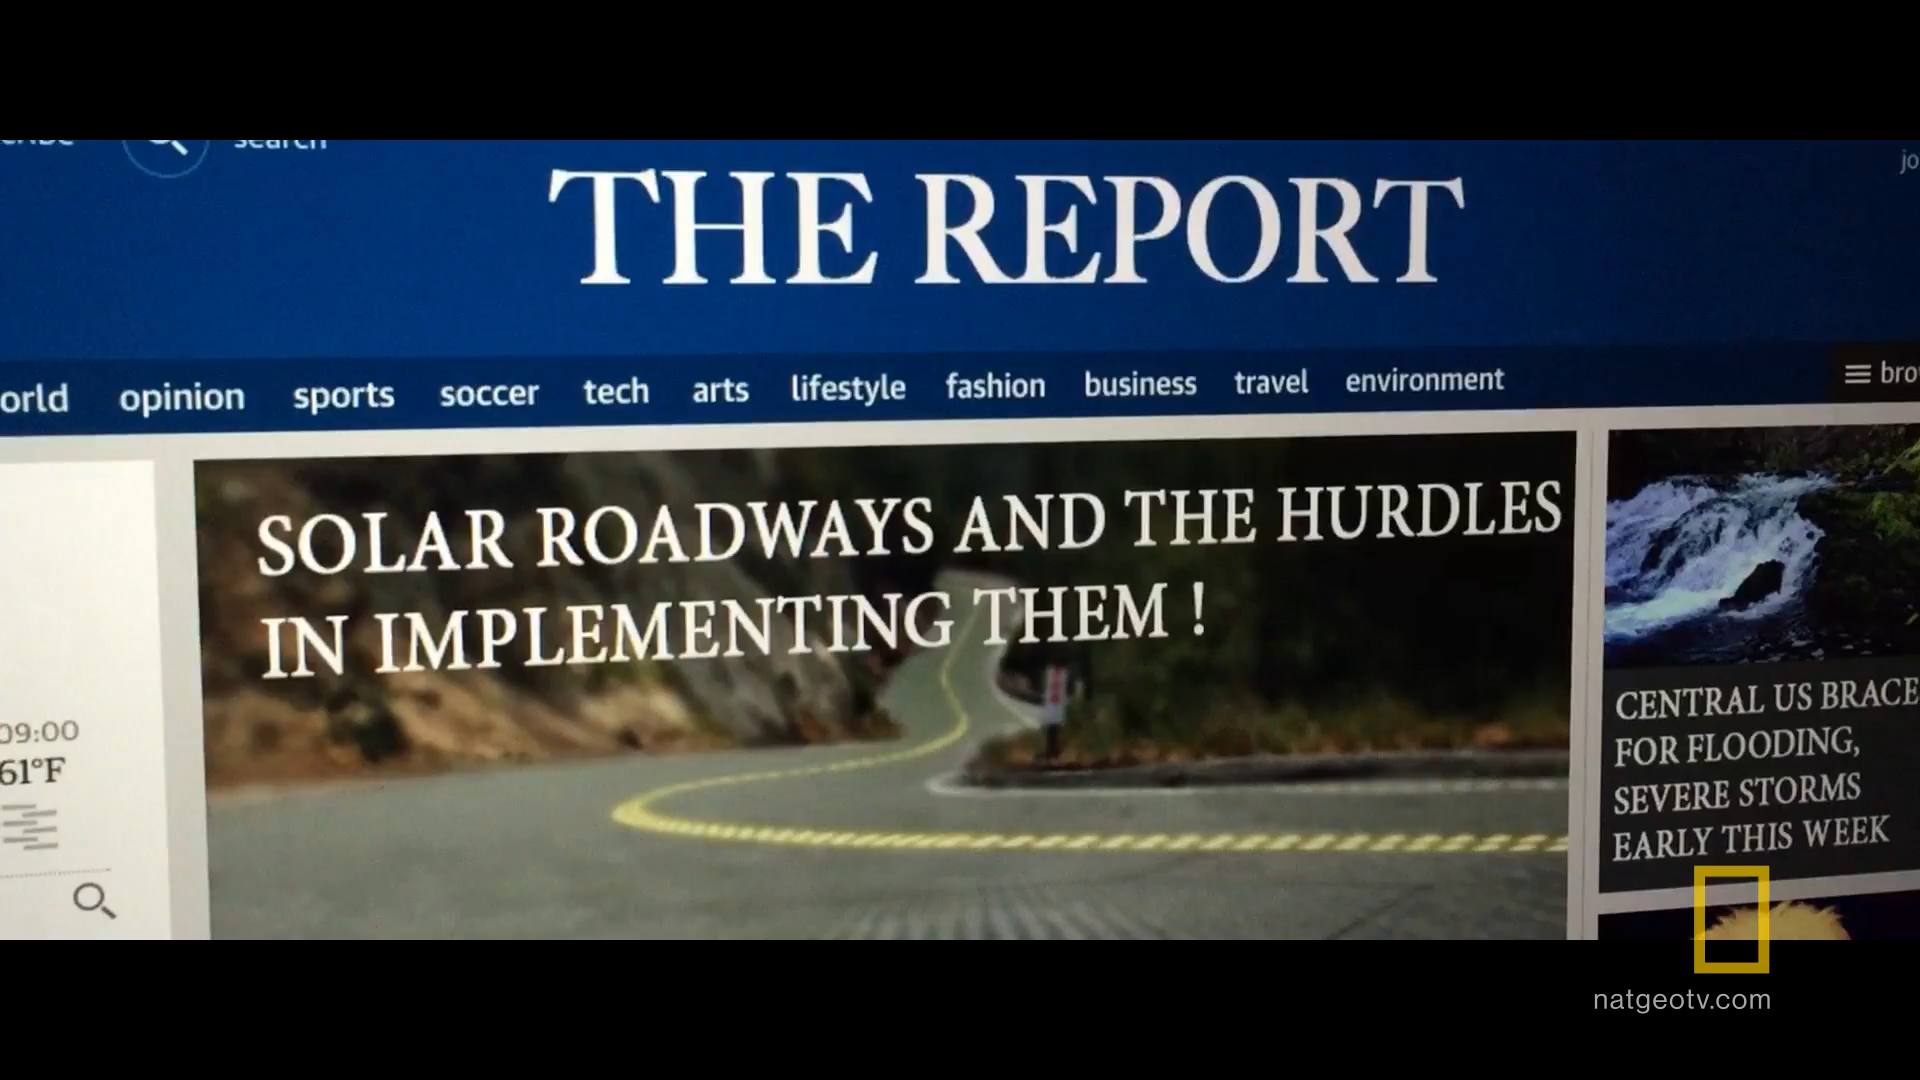 search
THE REPORT
opinion sports soccer tech arts lifestyle fashion business travel environment
SOLAR ROADWAYS AND THE HURDLES
IN IMPLEMENTING THEM !
09:00
61°F
CENTRAL US BRACE
FOR FLOODING,
SEVERE STORMS
EARLY THIS WEEK
natgeotv.com